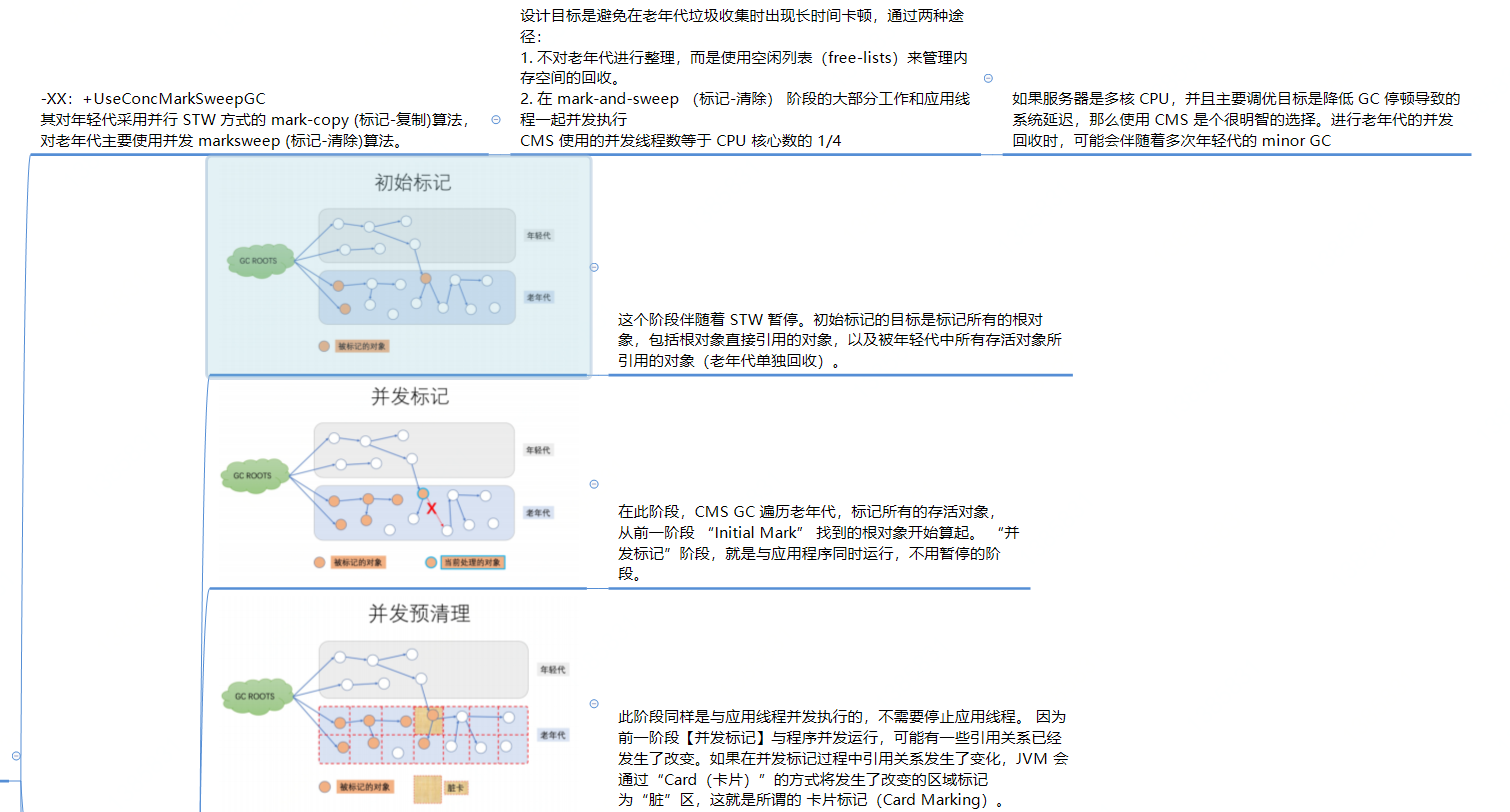 -XX：+UseConcMarkSweepGC
其对年轻代采用并行 STW 方式的 mark-copy (标记-复制)算法，
对老年代主要使用并发 marksweep (标记-清除)算法。
设计目标是避免在老年代垃圾收集时出现长时间卡顿，通过两种途
径：
1. 不对老年代进行整理，而是使用空闲列表（free-lists）来管理内
存空间的回收。
2. 在 mark-and-sweep （标记-清除） 阶段的大部分工作和应用线
程一起并发执行
CMS 使用的并发线程数等于 CPU 核心数的 1/4
如果服务器是多核 CPU，并且主要调优目标是降低 GC 停顿导致的
系统延迟，那么使用 CMS 是个很明智的选择。进行老年代的并发
回收时，可能会伴随着多次年轻代的 minor GC
初始标记
年轻代
GC ROOTS
老年代
被标记的对象
这个阶段伴随着 STW 暂停。初始标记的目标是标记所有的根对
象，包括根对象直接引用的对象，以及被年轻代中所有存活对象所
引用的对象（老年代单独回收）。
并发标记
年轻代
GC ROOTS
X
老年代
被标记的对象
当前处理的对象
在此阶段，CMS GC 遍历老年代，标记所有的存活对象，
从前一阶段 “Initial Mark” 找到的根对象开始算起。 “并
发标记”阶段，就是与应用程序同时运行，不用暂停的阶
段。
并发预清理
年轻代
GC ROOTS
老年代
被标记的对象
脏卡
此阶段同样是与应用线程并发执行的，不需要停止应用线程。 因为
前一阶段【并发标记】与程序并发运行，可能有一些引用关系已经
发生了改变。如果在并发标记过程中引用关系发生了变化，JVM 会
通过“Card（卡片）”的方式将发生了改变的区域标记
为“脏”区，这就是所谓的 卡片标记（Card Marking）。